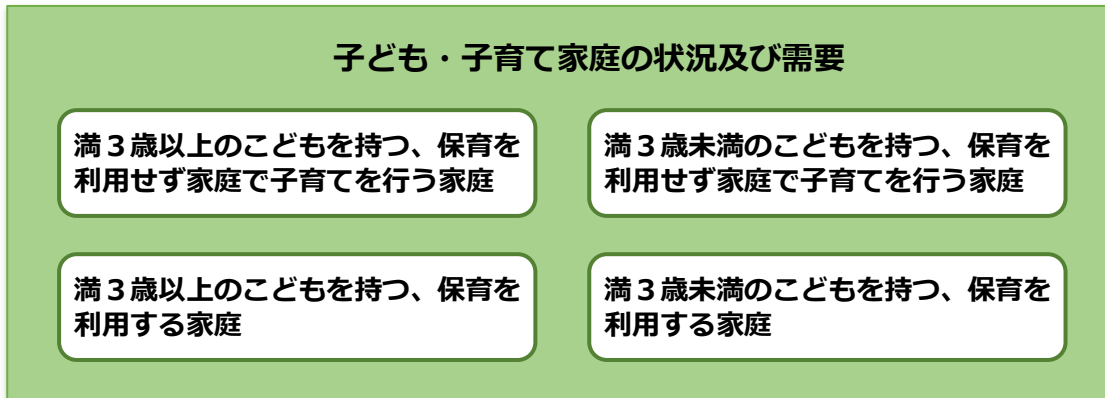 子ども・子育て家庭の状況及び需要
満３歳以上のこどもを持つ、保育を
利用せず家庭で子育てを行う家庭
満３歳未満のこどもを持つ、保育を
利用せず家庭で子育てを行う家庭
満３歳以上のこどもを持つ、保育を
利用する家庭
満３歳未満のこどもを持つ、保育を
利用する家庭